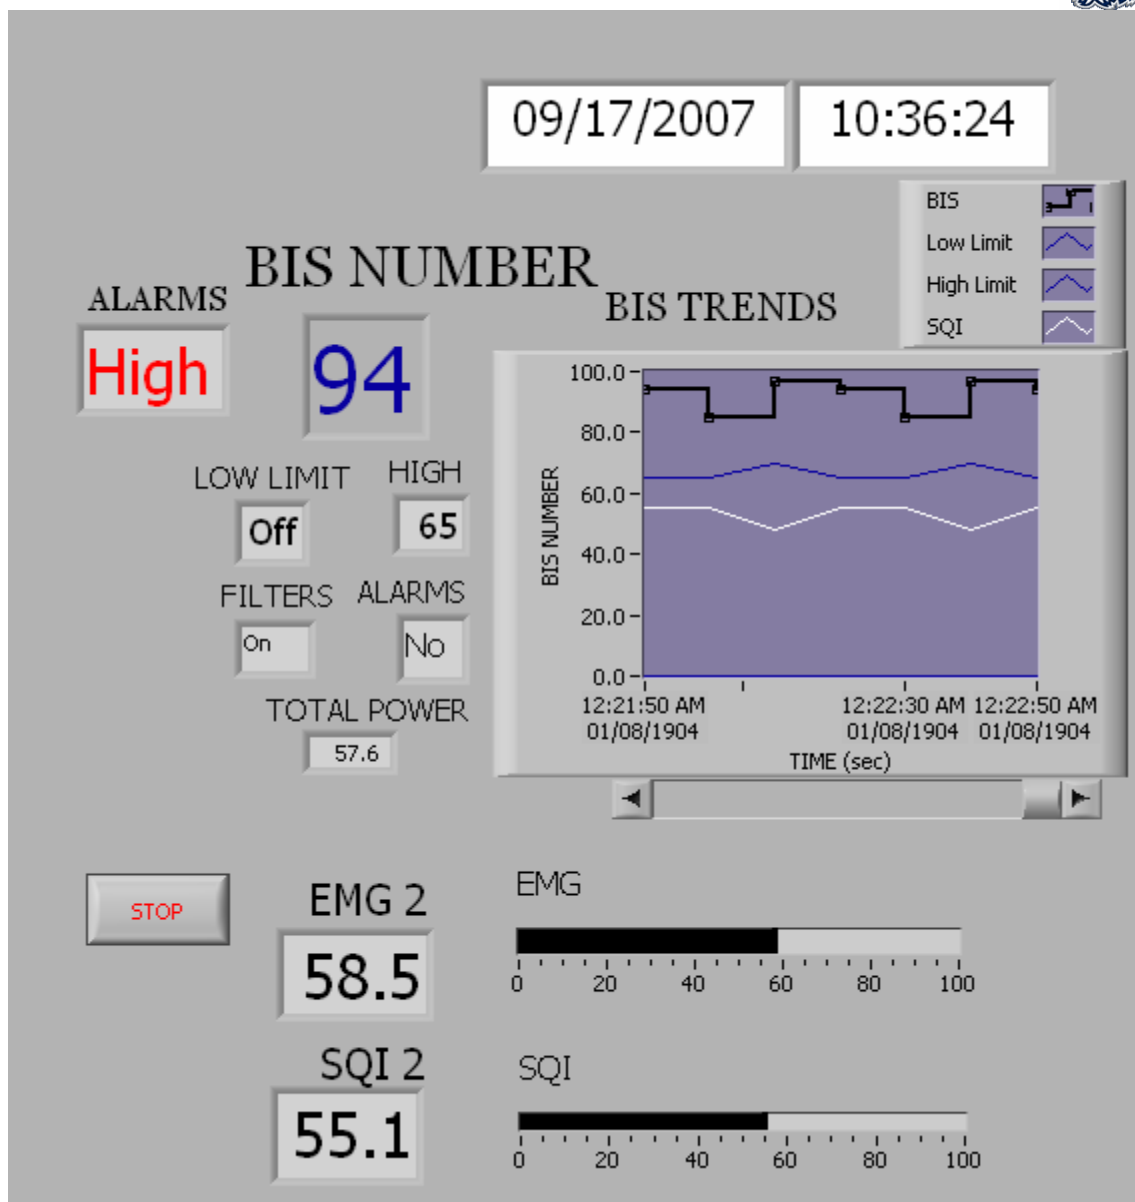 09/17/2007 10:36:24
BIS
Low Limit
High Limit
SQI
BIS NUMBER
ALARMS
High
94
BIS TRENDS
LOW LIMIT HIGH
Off 65
FILTERS ALARMS
On No
TOTAL POWER
57.6
BIS NUMBER
100.0
80.0
60.0
40.0
20.0
0.0
12:21:50 AM 12:22:30 AM 12:22:50 AM
01/08/1904 01/08/1904 01/08/1904
TIME (sec)
STOP
EMG 2
58.5
EMG
0 20 40 60 80 100
SQI 2
55.1
SQI
0 20 40 60 80 100